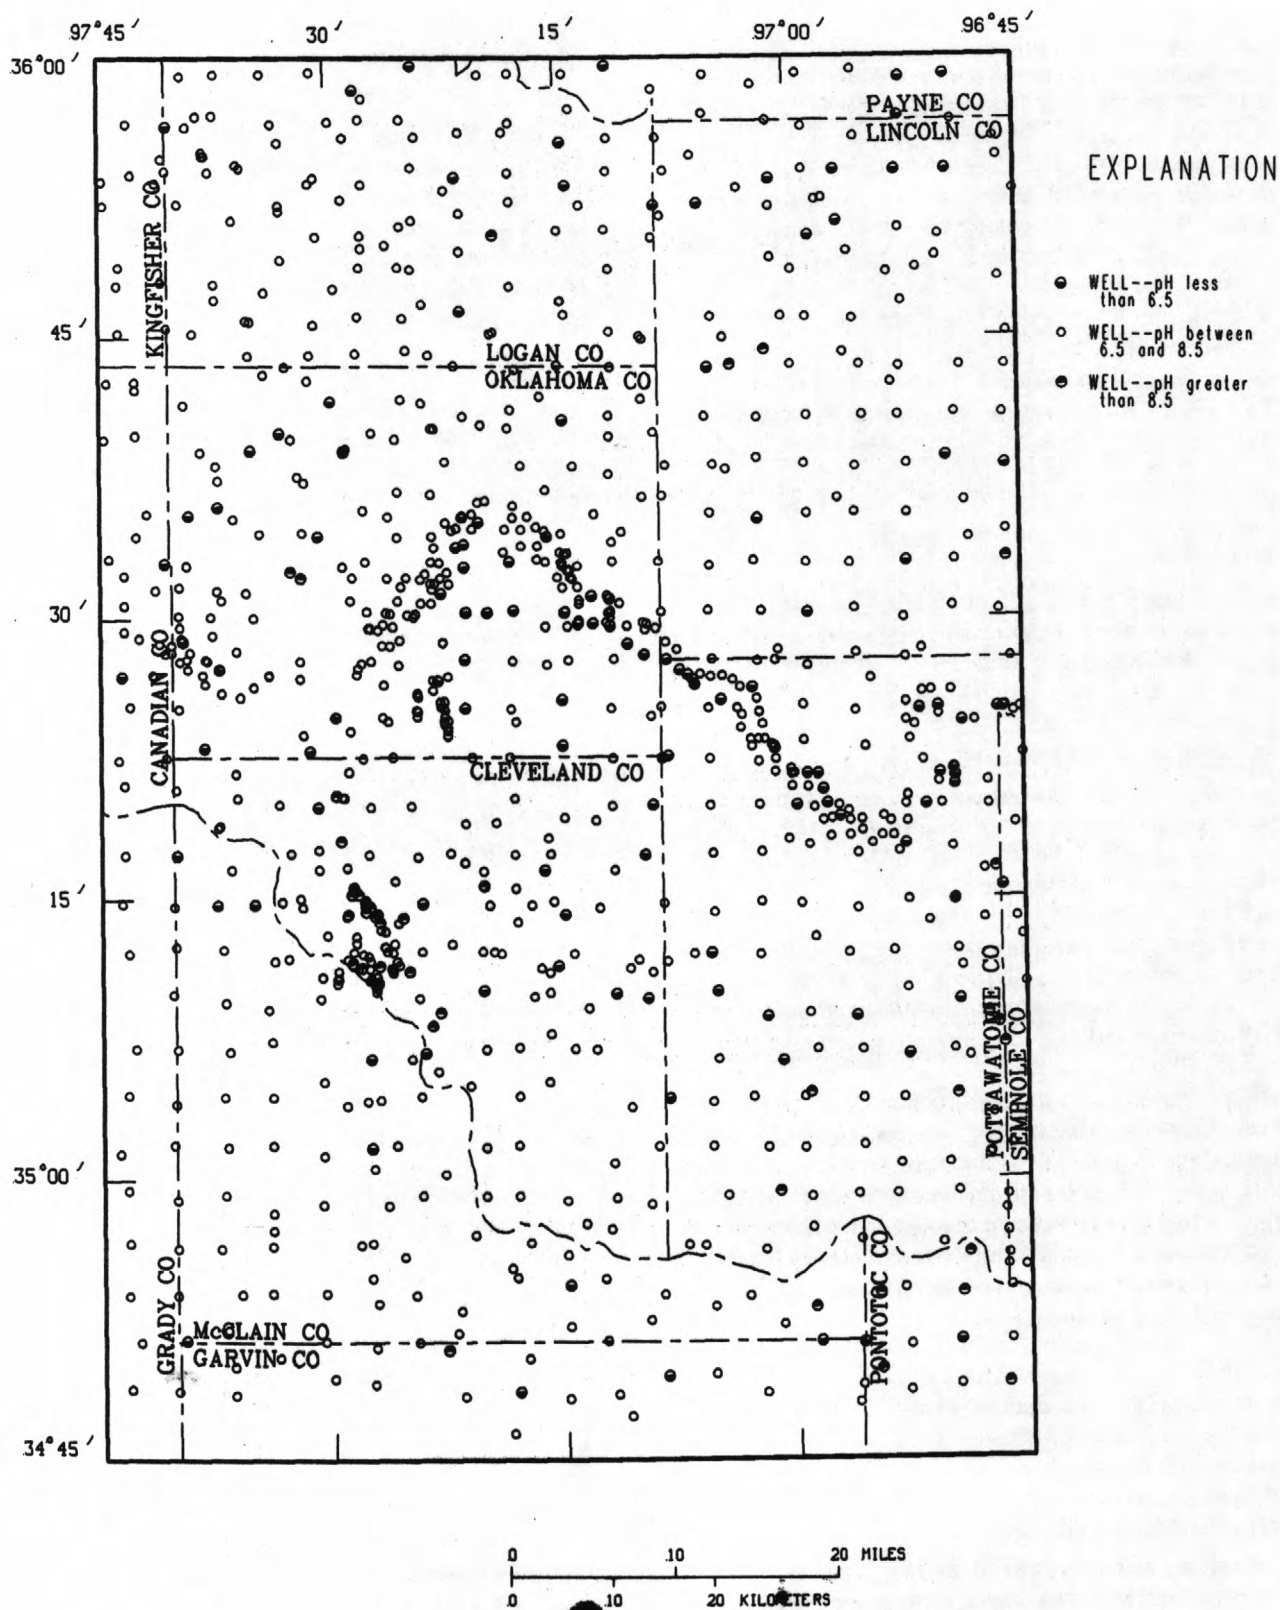 97°45′ 30′ 15′ 97°00′ 96°45′
36°00′
PAYNE CO
LINCOLN CO
EXPLANATION
KINGFISHER CO
WELL--pH less
than 6.5
WELL--pH between
6.5 and 8.5
WELL--pH greater
than 8.5
45′
LOGAN CO
OKLAHOMA CO
30′
CANADIAN CO
CLEVELAND CO
15′
POTTAWATOMIE CO
SEMINOLE CO
35°00′
GRADY CO
McCLAIN CO
GARVIN CO
PONTOTOC CO
34°45′
0 10 20 MILES
0 10 20 KILOMETERS